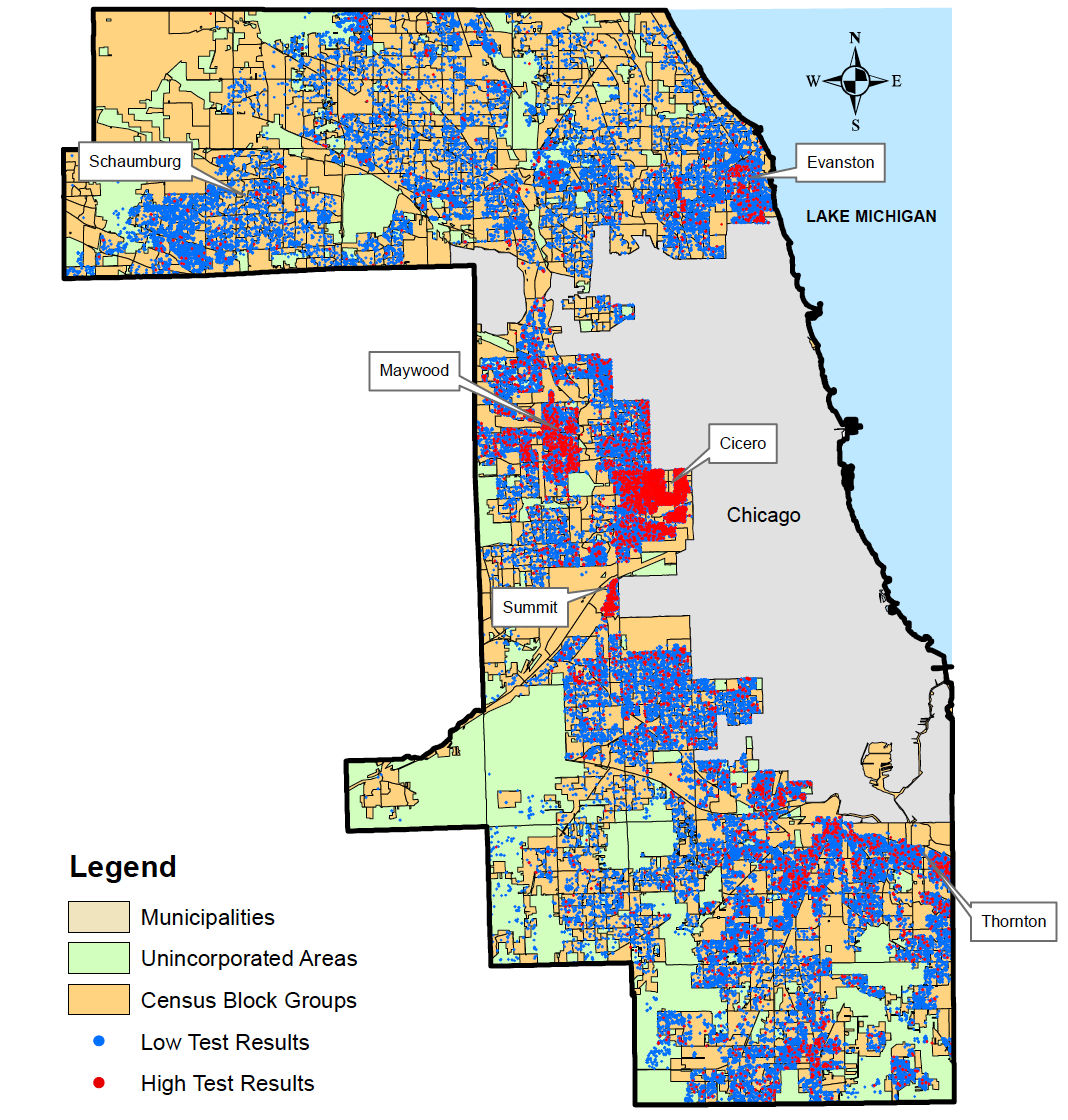 N
W E
S
Schaumburg
Evanston
LAKE MICHIGAN
Maywood
Cicero
Chicago
Summit
Thornton
Legend
Municipalities
Unincorporated Areas
Census Block Groups
Low Test Results
High Test Results